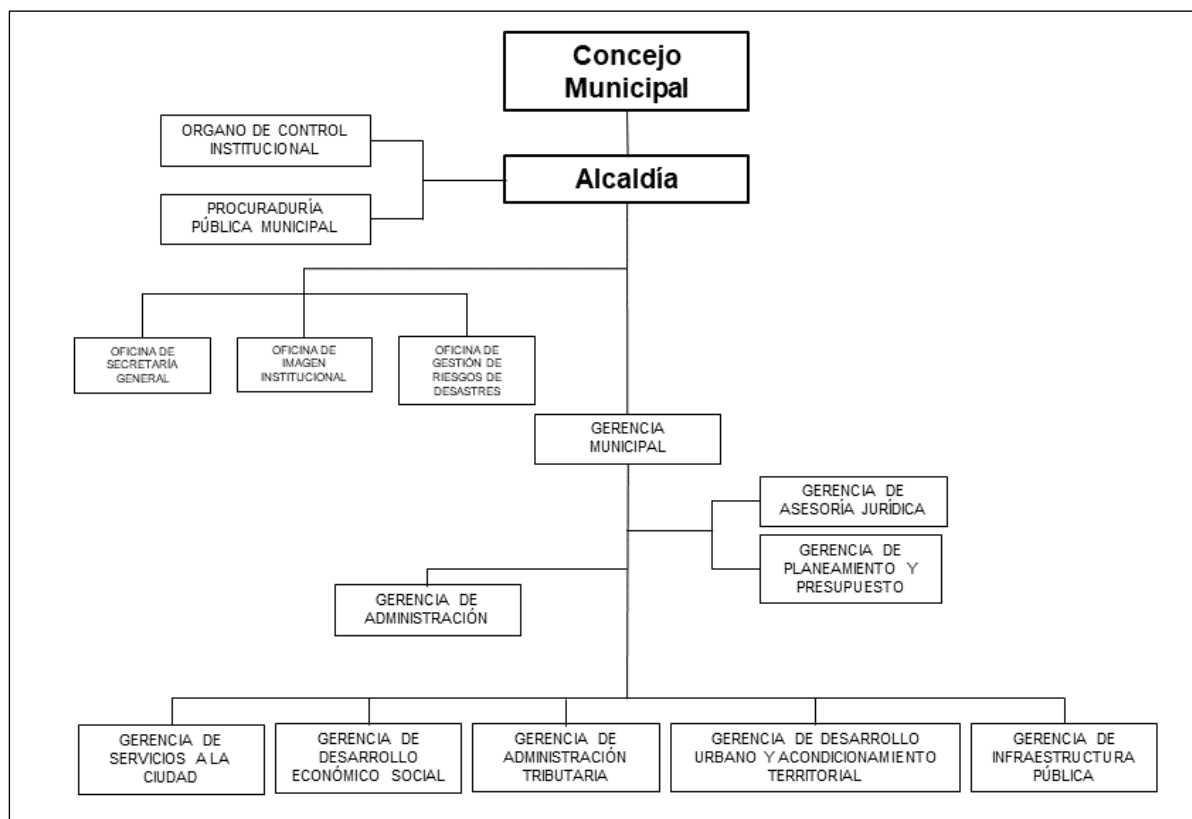 Concejo
Municipal
ORGANO DE CONTROL
INSTITUCIONAL
Alcaldía
PROCURADURÍA
PÚBLICA MUNICIPAL
OFICINA DE
SECRETARÍA
GENERAL
OFICINA DE
IMAGEN
INSTITUCIONAL
OFICINA DE
GESTIÓN DE
RIESGOS DE
DESASTRES
GERENCIA
MUNICIPAL
GERENCIA DE
ASESORÍA JURÍDICA
GERENCIA DE
PLANEAMIENTO Y
PRESUPUESTO
GERENCIA DE
ADMINISTRACIÓN
GERENCIA DE
SERVICIOS A LA
CIUDAD
GERENCIA DE
DESARROLLO
ECONÓMICO SOCIAL
GERENCIA DE
ADMINISTRACIÓN
TRIBUTARIA
GERENCIA DE DESARROLLO
URBANO Y ACONDICIONAMIENTO
TERRITORIAL
GERENCIA DE
INFRAESTRUCTURA
PÚBLICA